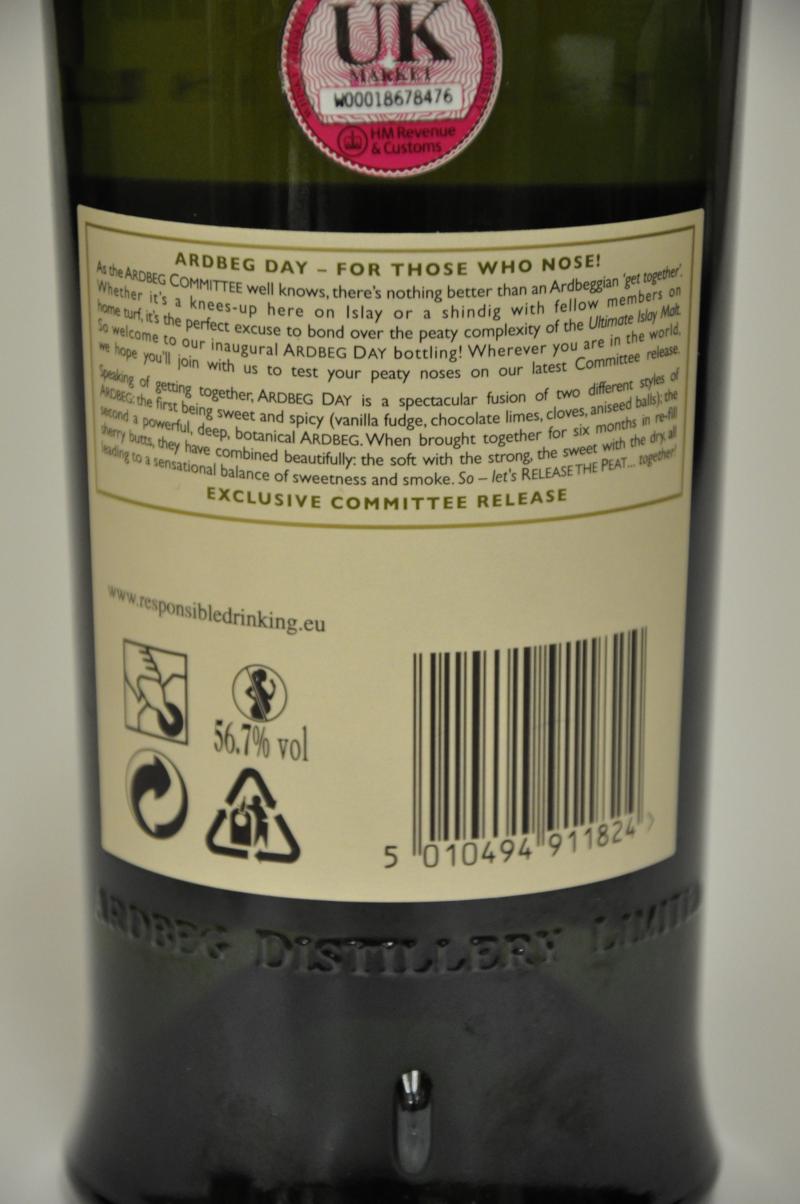 UK
MARKET
W00018678476
HM Revenue
& Customs
ARDBEG DAY – FOR THOSE WHO NOSE!
As the ARDBEG COMMITTEE well knows, there's nothing better than an Ardbeggian 'get together'.
Whether it's a knees-up here on Islay or a shindig with fellow members on
home turf, it's the perfect excuse to bond over the peaty complexity of the Ultimate Islay Malt.
So welcome to our inaugural ARDBEG DAY bottling! Wherever you are in the world,
we hope you'll join with us to test your peaty noses on our latest Committee release.
Speaking of getting together, ARDBEG DAY is a spectacular fusion of two different styles of
ARDBEG: the first being sweet and spicy (vanilla fudge, chocolate limes, cloves, aniseed balls); the
second a powerful, deep, botanical ARDBEG. When brought together for six months in re-fill
sherry butts, they have combined beautifully: the soft with the strong, the sweet with the dry, all
leading to a sensational balance of sweetness and smoke. So – let's RELEASE THE PEAT... together!
EXCLUSIVE COMMITTEE RELEASE
www.responsibledrinking.eu
56.7% vol
5 010494 911824 >
ARDBEG DISTILLERY LIMITED